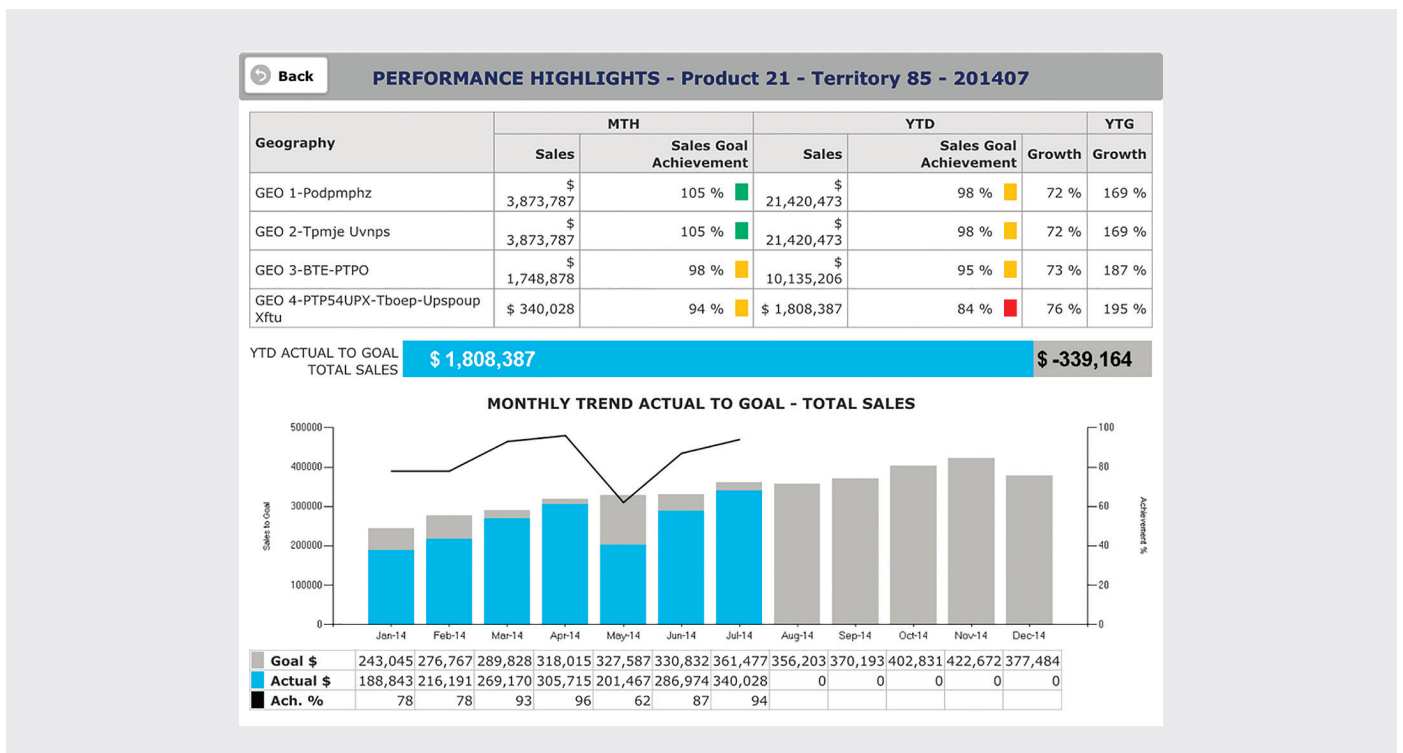 Back
PERFORMANCE HIGHLIGHTS - Product 21 - Territory 85 - 201407
Geography
MTH
YTD
YTG
Sales
Sales Goal
Achievement
Sales
Sales Goal
Achievement
Growth
Growth
GEO 1-Podpmphz
$
3,873,787
105 %
$
21,420,473
98 %
72 %
169 %
GEO 2-Tpmje Uvnps
$
3,873,787
105 %
$
21,420,473
98 %
72 %
169 %
GEO 3-BTE-PTPO
$
1,748,878
98 %
$
10,135,206
95 %
73 %
187 %
GEO 4-PTP54UPX-Tboep-Upspoup
Xftu
$ 340,028
94 %
$ 1,808,387
84 %
76 %
195 %
YTD ACTUAL TO GOAL
TOTAL SALES
$ 1,808,387
$ -339,164
MONTHLY TREND ACTUAL TO GOAL - TOTAL SALES
500000
400000
300000
200000
100000
0
Sales to Goal
100
80
60
40
20
0
Achievement %
Jan-14 Feb-14 Mar-14 Apr-14 May-14 Jun-14 Jul-14 Aug-14 Sep-14 Oct-14 Nov-14 Dec-14
Goal $ 243,045 276,767 289,828 318,015 327,587 330,832 361,477 356,203 370,193 402,831 422,672 377,484
Actual $ 188,843 216,191 269,170 305,715 201,467 286,974 340,028 0 0 0 0 0
Ach. % 78 78 93 96 62 87 94